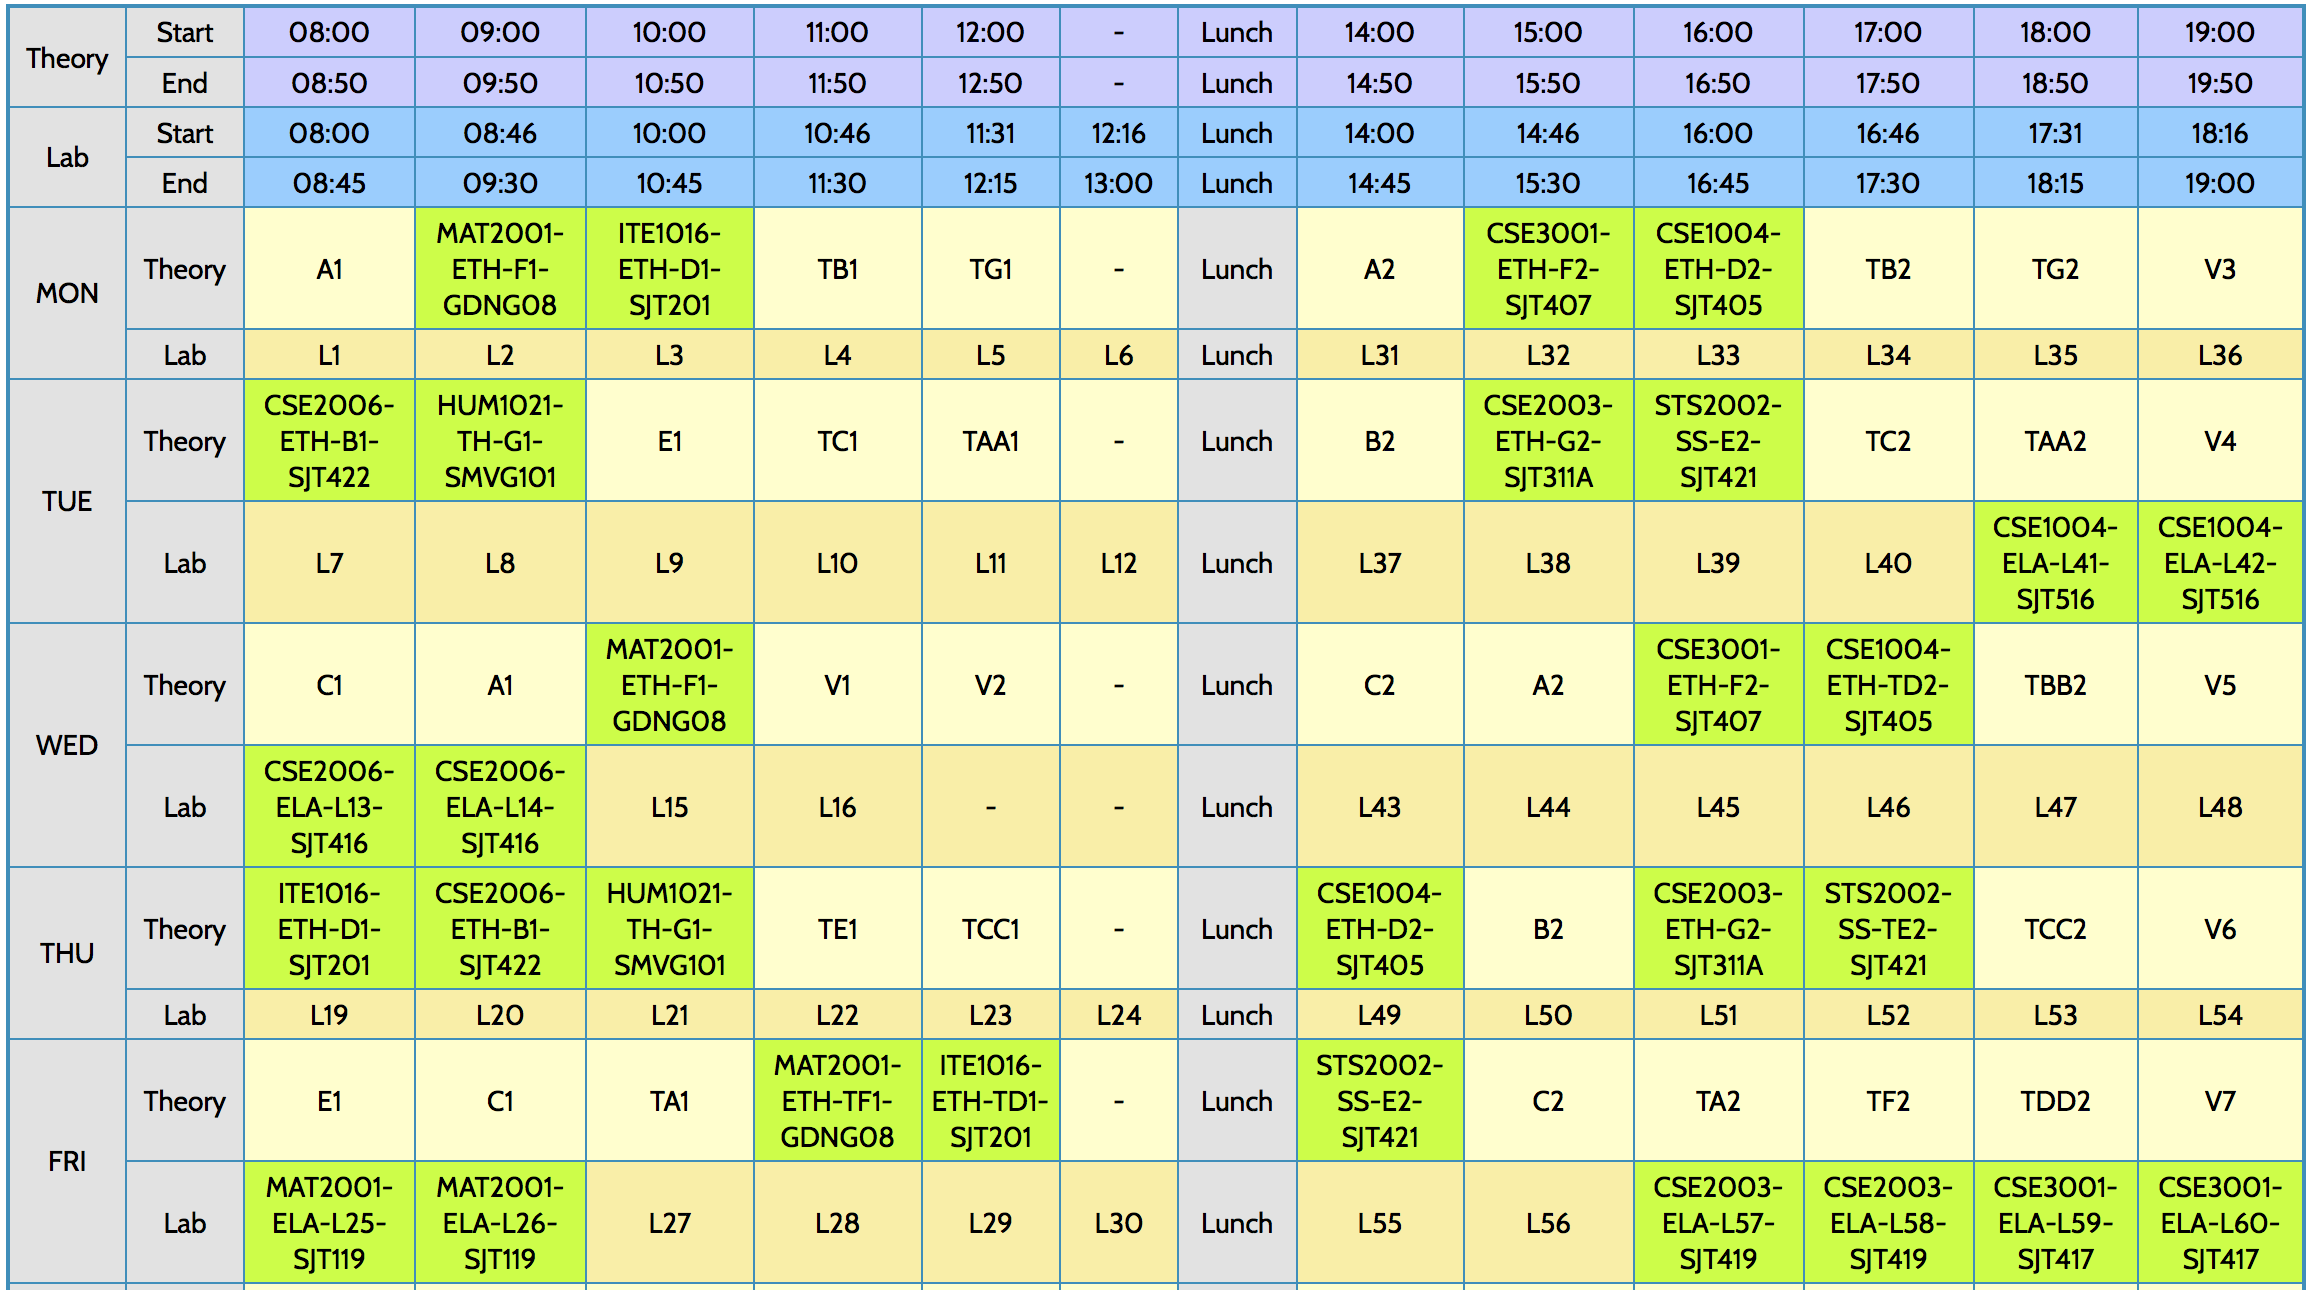 Theory Start 08:00 09:00 10:00 11:00 12:00 - Lunch 14:00 15:00 16:00 17:00 18:00 19:00
End 08:50 09:50 10:50 11:50 12:50 - Lunch 14:50 15:50 16:50 17:50 18:50 19:50
Lab Start 08:00 08:46 10:00 10:46 11:31 12:16 Lunch 14:00 14:46 16:00 16:46 17:31 18:16
End 08:45 09:30 10:45 11:30 12:15 13:00 Lunch 14:45 15:30 16:45 17:30 18:15 19:00
MON Theory A1 MAT2001-ETH-F1-GDNG08 ITE1016-ETH-D1-SJT201 TB1 TG1 - Lunch A2 CSE3001-ETH-F2-SJT407 CSE1004-ETH-D2-SJT405 TB2 TG2 V3
Lab L1 L2 L3 L4 L5 L6 Lunch L31 L32 L33 L34 L35 L36
TUE Theory CSE2006-ETH-B1-SJT422 HUM1021-TH-G1-SMVG101 E1 TC1 TAA1 - Lunch B2 CSE2003-ETH-G2-SJT311A STS2002-SS-E2-SJT421 TC2 TAA2 V4
Lab L7 L8 L9 L10 L11 L12 Lunch L37 L38 L39 L40 CSE1004-ELA-L41-SJT516 CSE1004-ELA-L42-SJT516
WED Theory C1 A1 MAT2001-ETH-F1-GDNG08 V1 V2 - Lunch C2 A2 CSE3001-ETH-F2-SJT407 CSE1004-ETH-TD2-SJT405 TBB2 V5
Lab CSE2006-ELA-L13-SJT416 CSE2006-ELA-L14-SJT416 L15 L16 - - Lunch L43 L44 L45 L46 L47 L48
THU Theory ITE1016-ETH-D1-SJT201 CSE2006-ETH-B1-SJT422 HUM1021-TH-G1-SMVG101 TE1 TCC1 - Lunch CSE1004-ETH-D2-SJT405 B2 CSE2003-ETH-G2-SJT311A STS2002-SS-TE2-SJT421 TCC2 V6
Lab L19 L20 L21 L22 L23 L24 Lunch L49 L50 L51 L52 L53 L54
FRI Theory E1 C1 TA1 MAT2001-ETH-TF1-GDNG08 ITE1016-ETH-TD1-SJT201 - Lunch STS2002-SS-E2-SJT421 C2 TA2 TF2 TDD2 V7
Lab MAT2001-ELA-L25-SJT119 MAT2001-ELA-L26-SJT119 L27 L28 L29 L30 Lunch L55 L56 CSE2003-ELA-L57-SJT419 CSE2003-ELA-L58-SJT419 CSE3001-ELA-L59-SJT417 CSE3001-ELA-L60-SJT417